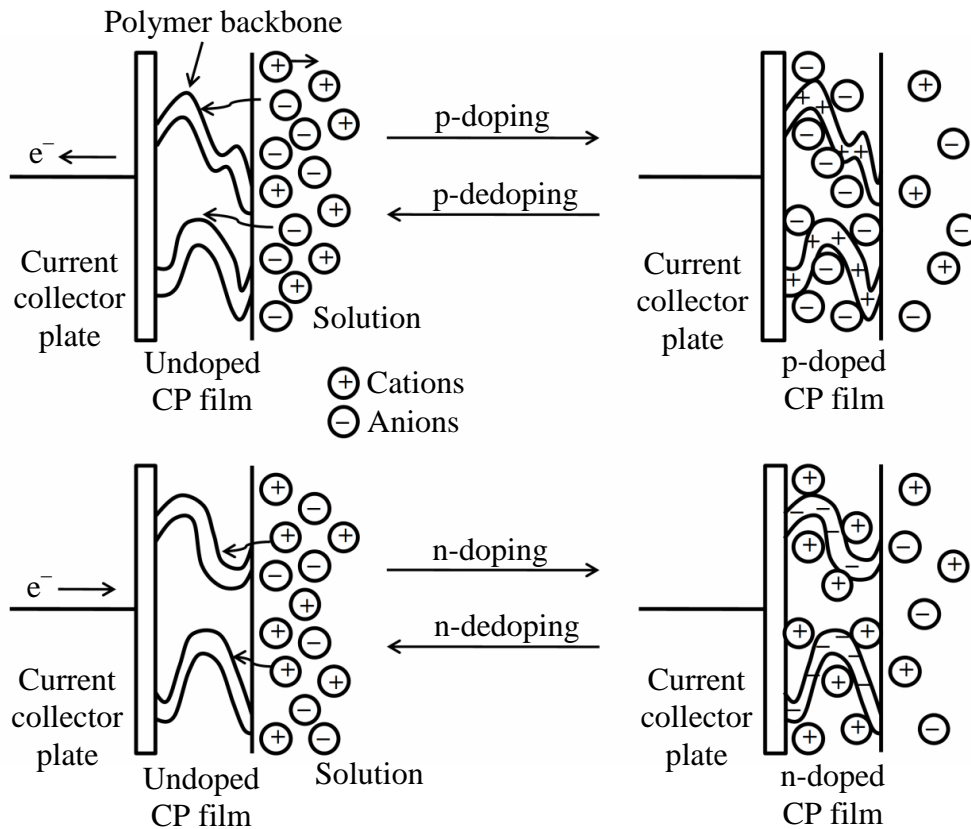 Polymer backbone
e⁻
p-doping
p-dedoping
Current
collector
plate
Solution
Undoped
CP film
Current
collector
plate
p-doped
CP film
+ Cations
− Anions
e⁻
n-doping
n-dedoping
Current
collector
plate
Solution
Undoped
CP film
Current
collector
plate
n-doped
CP film